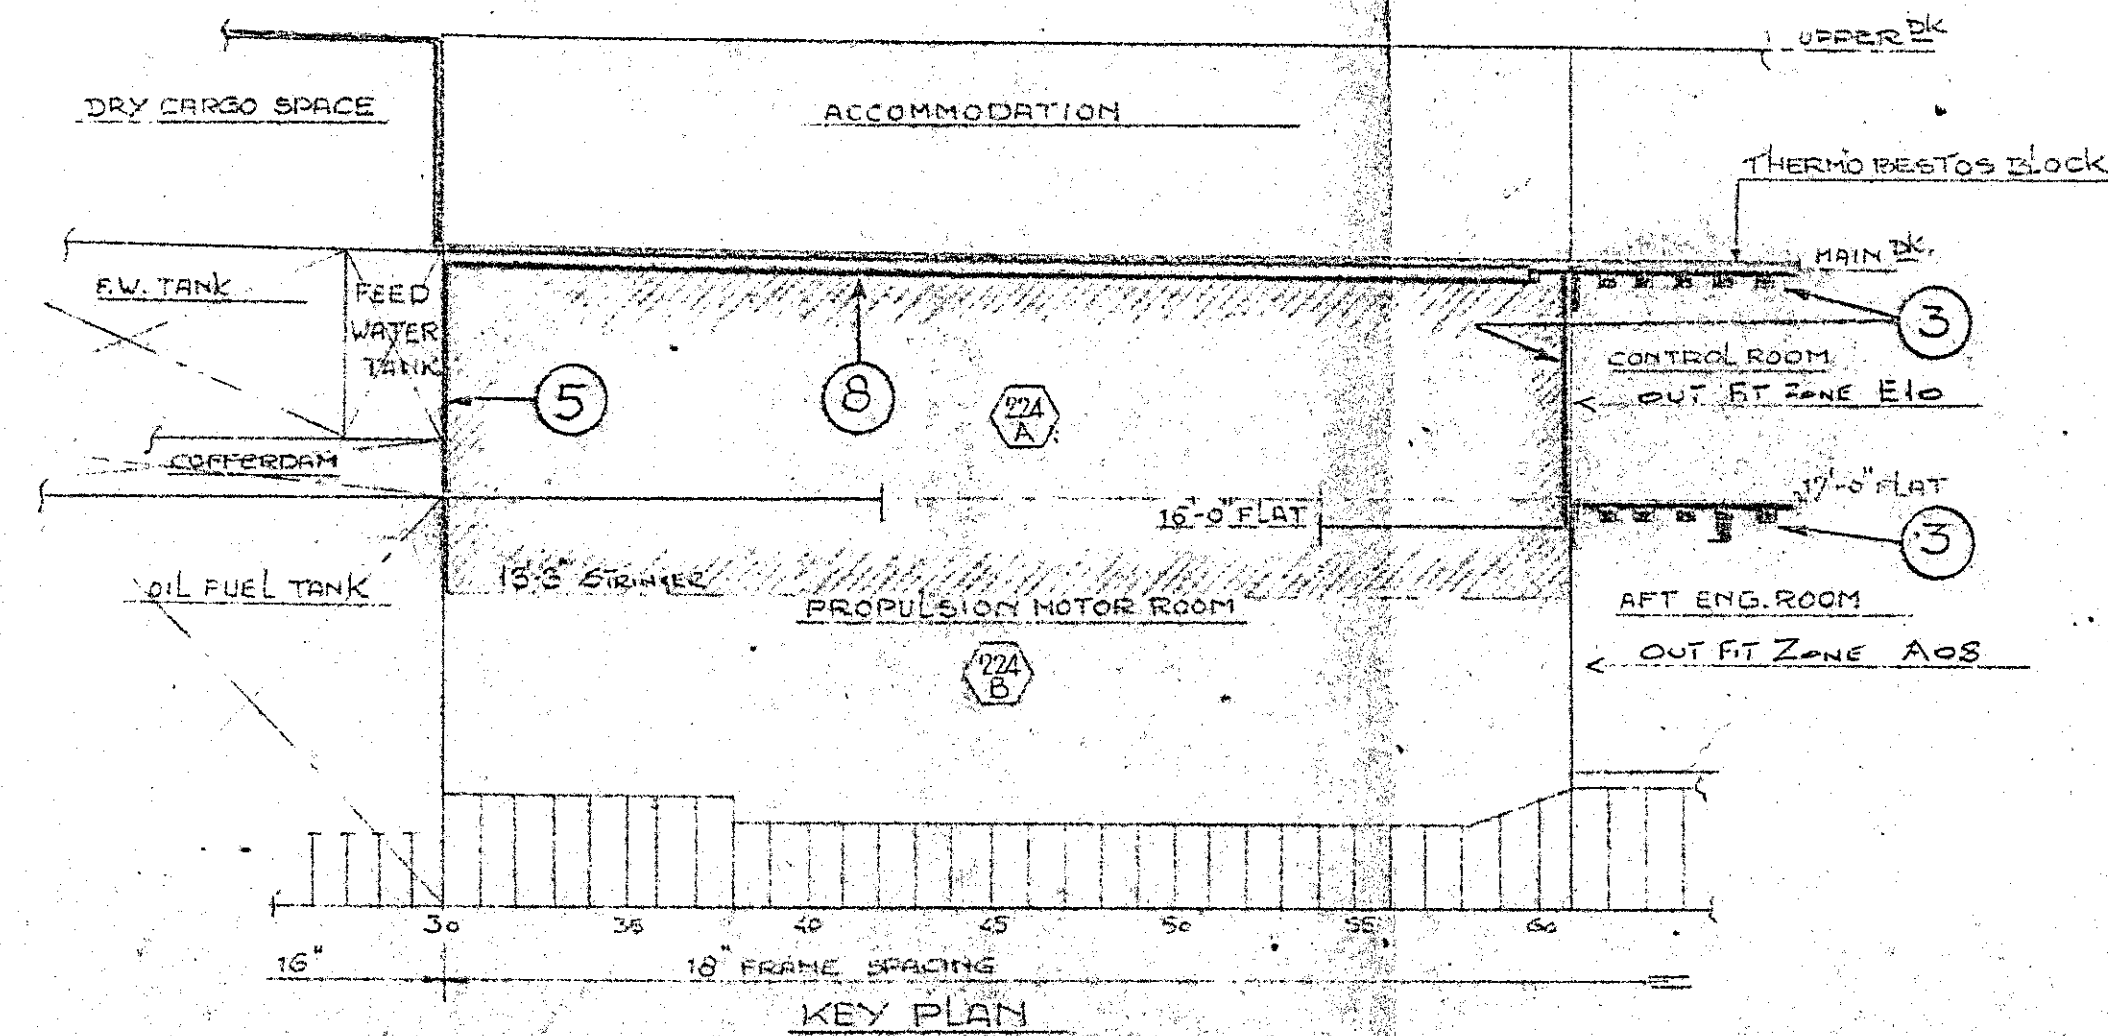 UPPER DK
DRY CARGO SPACE
ACCOMMODATION
THERMO BESTOS BLOCK
MAIN DK.
F.W. TANK
FEED
WATER
TANK
3
CONTROL ROOM
OUT FIT ZONE E10
5
8
224
A
COFFERDAM
17'-0" FLAT
16'-0" FLAT
3
13'-3" STRINGER
OIL FUEL TANK
PROPULSION MOTOR ROOM
AFT ENG. ROOM
224
B
OUT FIT ZONE A08
30 35 40 45 50 55 60
16" 18" FRAME SPACING
KEY PLAN